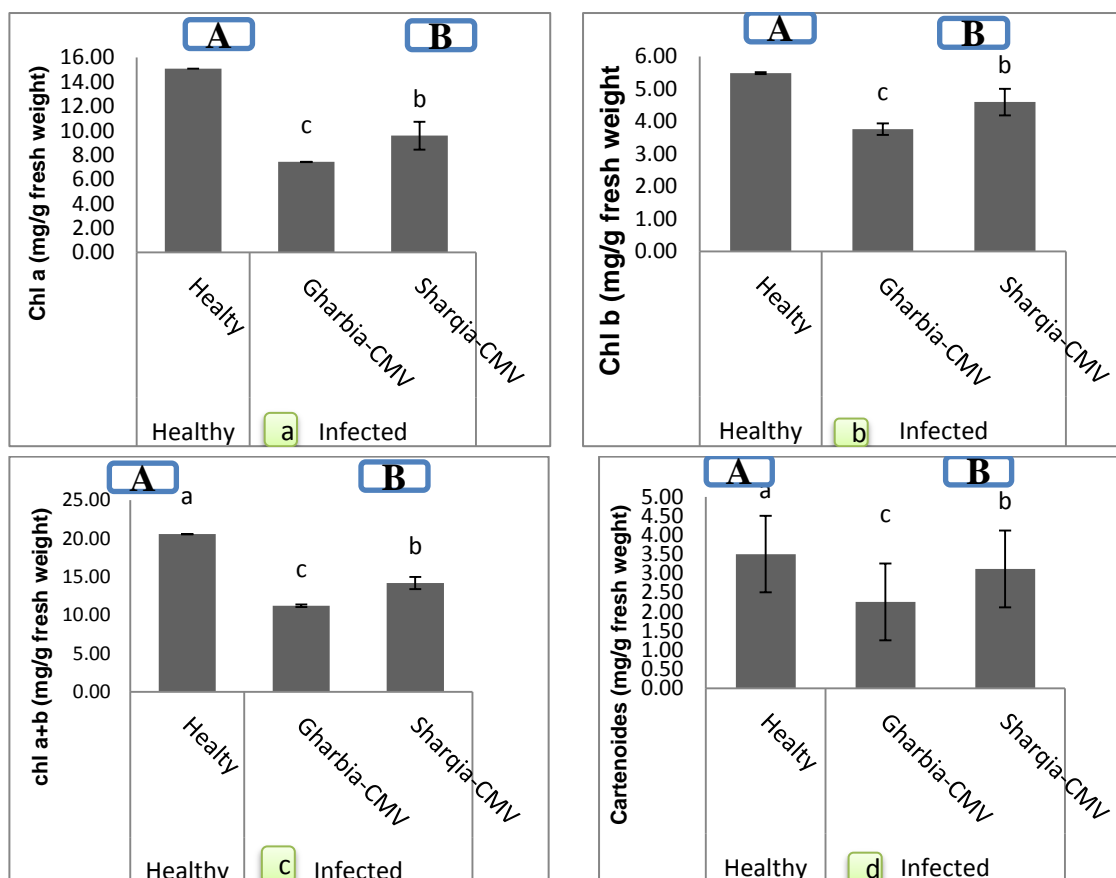 A B
16.00
14.00
12.00
10.00
8.00
6.00
4.00
2.00
0.00
Chl a (mg/g fresh weight)
c
b
Healty
Gharbia-CMV
Sharqia-CMV
Healthy
a
Infected
A B
6.00
5.00
4.00
3.00
2.00
1.00
0.00
Chl b (mg/g fresh weight
c
b
Healty
Gharbia-CMV
Sharqia-CMV
Healthy
b
Infected
A B
25.00
20.00
15.00
10.00
5.00
0.00
chl a+b (mg/g fresh weight)
a
c
b
Healty
Gharbia-CMV
Sharqia-CMV
Healthy
c
Infected
A B
5.00
4.50
4.00
3.50
3.00
2.50
2.00
1.50
1.00
0.50
0.00
Cartenoides (mg/g fresh weght)
a
c
b
Healty
Gharbia-CMV
Sharqia-CMV
Healthy
d
Infected